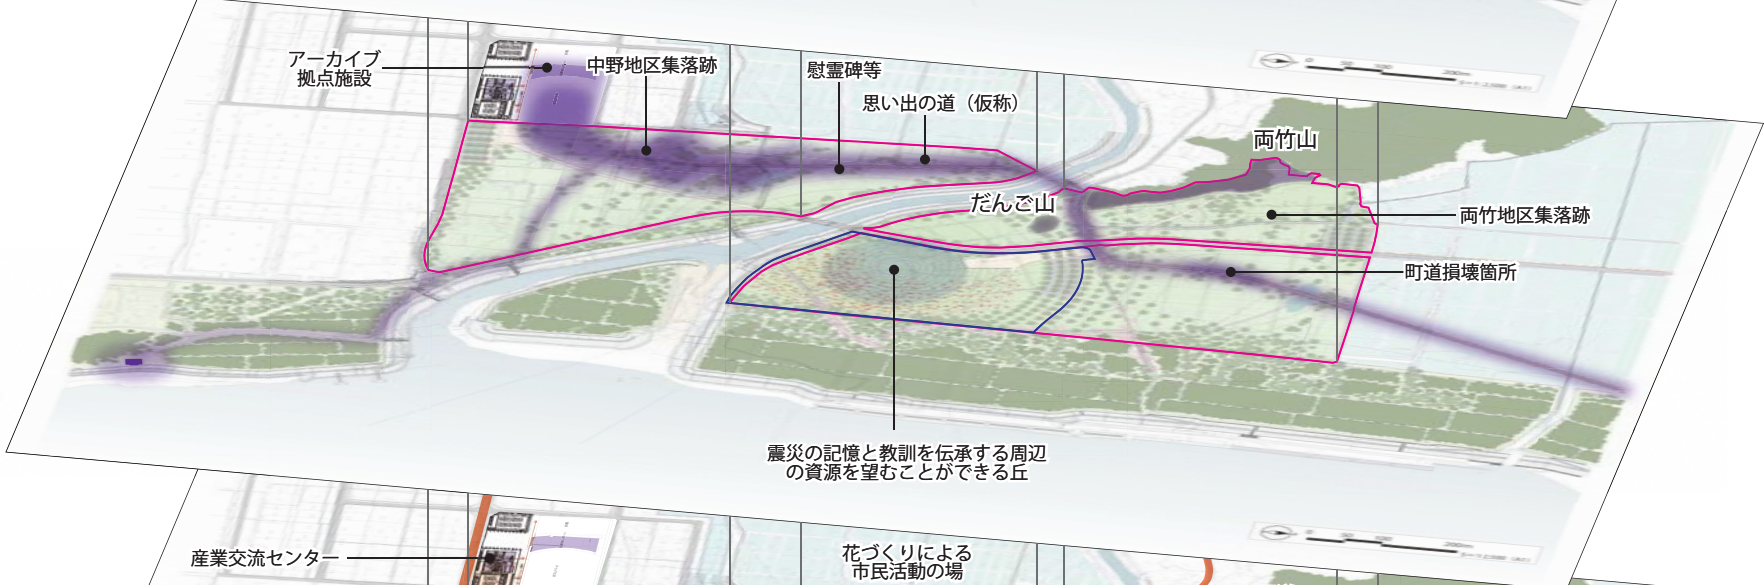 アーカイブ
拠点施設
中野地区集落跡
慰霊碑等
思い出の道（仮称）
両竹山
だんご山
両竹地区集落跡
町道損壊箇所
震災の記憶と教訓を伝承する周辺
の資源を望むことができる丘
産業交流センター
花づくりによる
市民活動の場